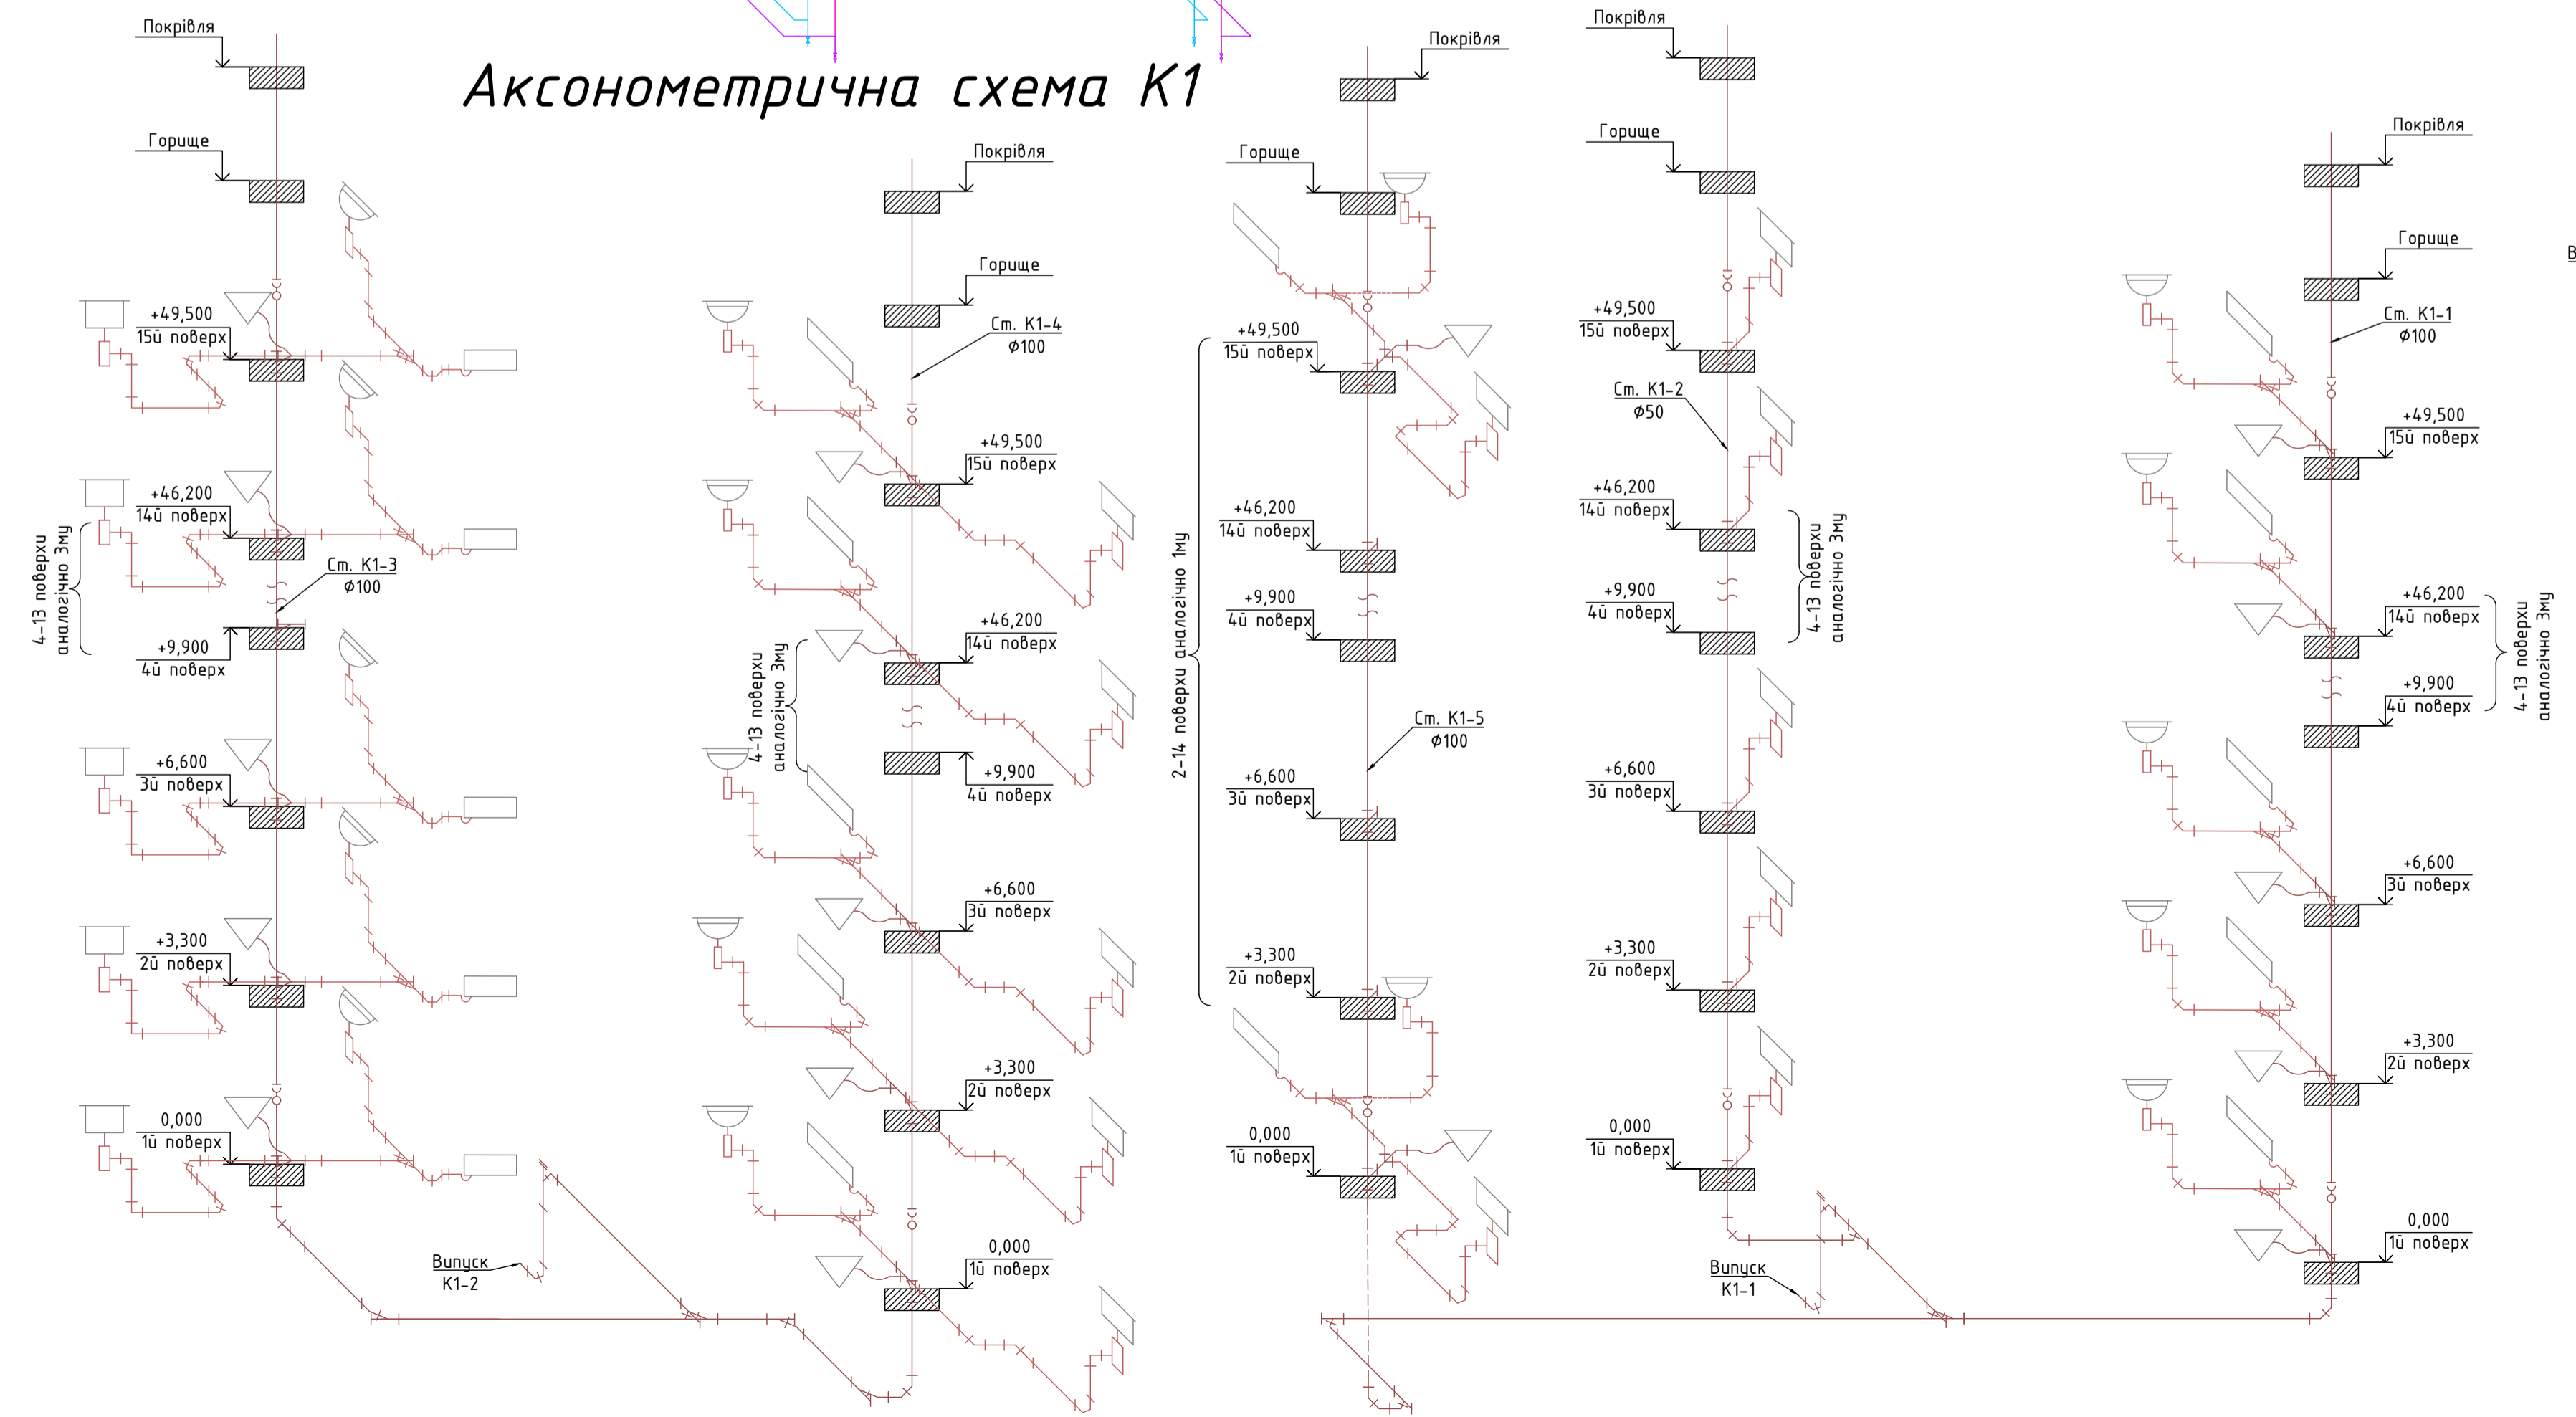 Аксонометрична схема К1
Покрівля
Горище
+49,500
15й поверх
+46,200
14й поверх
4-13 поверхи
аналогічно 3му
Ст. К1-3
ϕ100
+9,900
4й поверх
+6,600
3й поверх
+3,300
2й поверх
0,000
1й поверх
Випуск
К1-2
Покрівля
Горище
Ст. К1-4
ϕ100
+49,500
15й поверх
+46,200
14й поверх
4-13 поверхи
аналогічно 3му
+9,900
4й поверх
+6,600
3й поверх
+3,300
2й поверх
0,000
1й поверх
Покрівля
Горище
+49,500
15й поверх
+46,200
14й поверх
+9,900
4й поверх
2-14 поверхи аналогічно 1му
Ст. К1-5
ϕ100
+6,600
3й поверх
+3,300
2й поверх
0,000
1й поверх
Покрівля
Горище
+49,500
15й поверх
Ст. К1-2
ϕ50
+46,200
14й поверх
+9,900
4й поверх
4-13 поверхи
аналогічно 3му
+6,600
3й поверх
+3,300
2й поверх
0,000
1й поверх
Випуск
К1-1
Покрівля
Горище
Ст. К1-1
ϕ100
+49,500
15й поверх
+46,200
14й поверх
+9,900
4й поверх
4-13 поверхи
аналогічно 3му
+6,600
3й поверх
+3,300
2й поверх
0,000
1й поверх